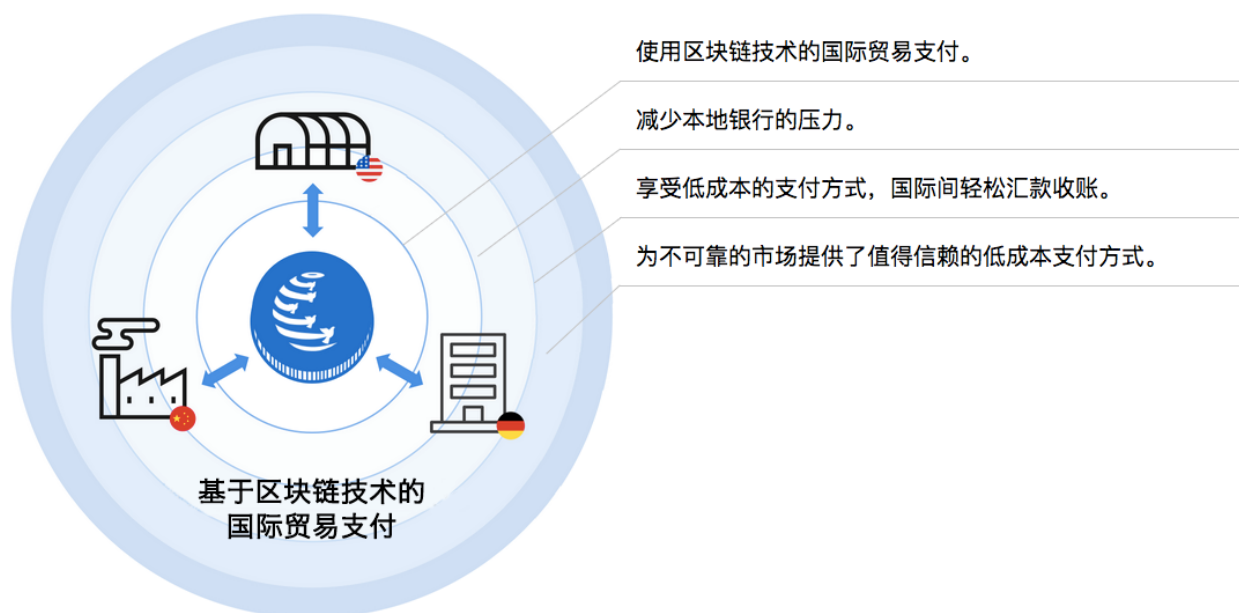 使用区块链技术的国际贸易支付。
减少本地银行的压力。
享受低成本的支付方式，国际间轻松汇款收账。
为不可靠的市场提供了值得信赖的低成本支付方式。
基于区块链技术的
国际贸易支付